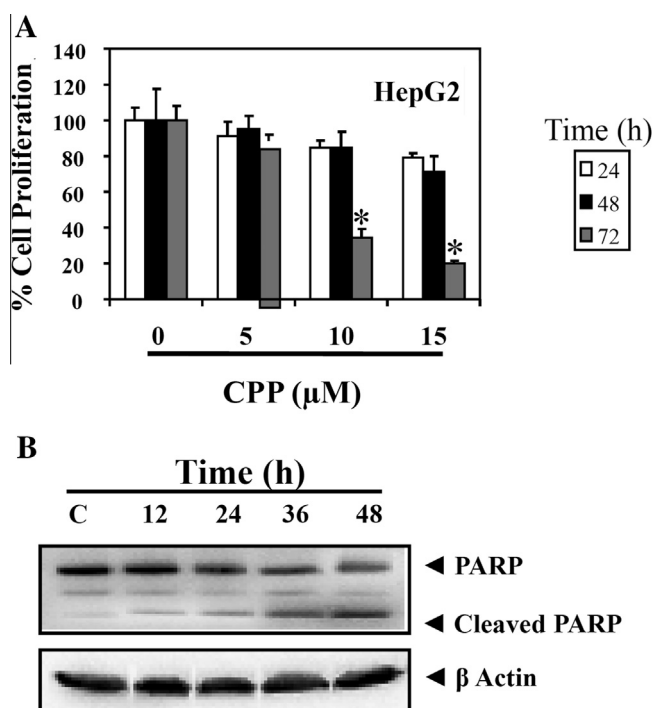 A
140
120
100
80
60
40
20
0
% Cell Proliferation
HepG2
*
*
0 5 10 15
CPP (μM)
Time (h)
24
48
72
B
Time (h)
C 12 24 36 48
PARP
Cleaved PARP
β Actin